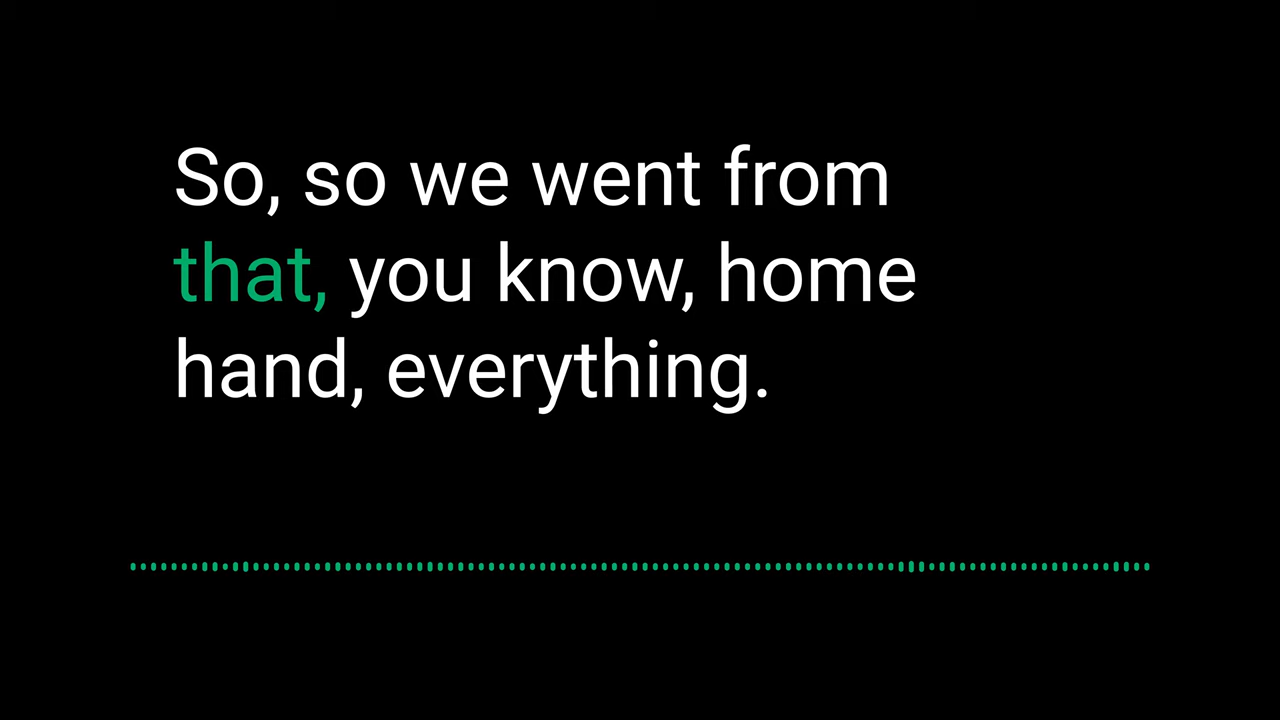 So, so we went from
that, you know, home
hand, everything.